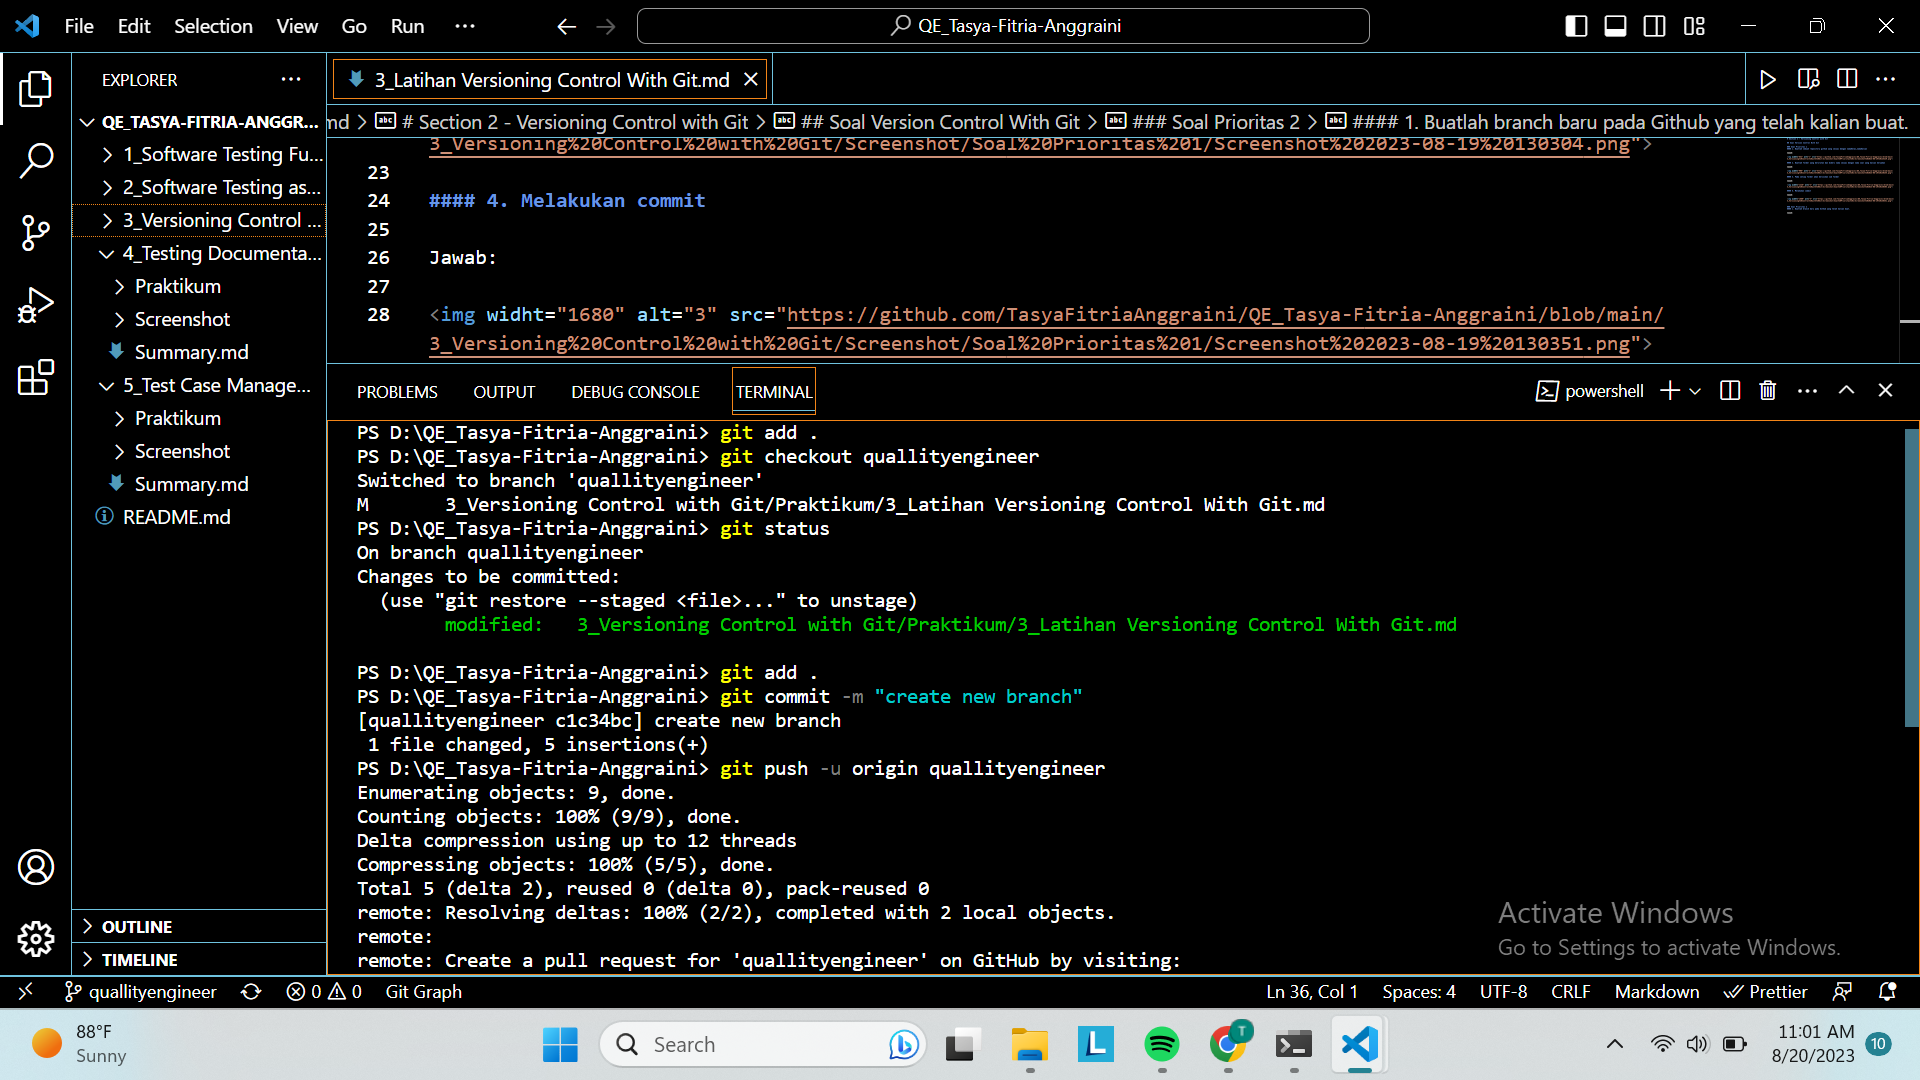 File Edit Selection View Go Run ...
QE_Tasya-Fitria-Anggraini
EXPLORER
QE_TASYA-FITRIA-ANGGR...
1_Software Testing Fu...
2_Software Testing as...
3_Versioning Control ...
4_Testing Documenta...
Praktikum
Screenshot
Summary.md
5_Test Case Manage...
Praktikum
Screenshot
Summary.md
README.md
OUTLINE
TIMELINE
3_Latihan Versioning Control With Git.md
md > # Section 2 - Versioning Control with Git > ## Soal Version Control With Git > ### Soal Prioritas 2 > #### 1. Buatlah branch baru pada Github yang telah kalian buat.
3_Versioning%20Control%20with%20Git/Screenshot/Soal%20Prioritas%201/Screenshot%202023-08-19%20130304.png">
23
24 #### 4. Melakukan commit
25
26 Jawab:
27
28 <img widht="1680" alt="3" src="https://github.com/TasyaFitriaAnggraini/QE_Tasya-Fitria-Anggraini/blob/main/
3_Versioning%20Control%20with%20Git/Screenshot/Soal%20Prioritas%201/Screenshot%202023-08-19%20130351.png">
PROBLEMS OUTPUT DEBUG CONSOLE TERMINAL powershell
PS D:\QE_Tasya-Fitria-Anggraini> git add .
PS D:\QE_Tasya-Fitria-Anggraini> git checkout quallityengineer
Switched to branch 'quallityengineer'
M 3_Versioning Control with Git/Praktikum/3_Latihan Versioning Control With Git.md
PS D:\QE_Tasya-Fitria-Anggraini> git status
On branch quallityengineer
Changes to be committed:
(use "git restore --staged <file>..." to unstage)
modified: 3_Versioning Control with Git/Praktikum/3_Latihan Versioning Control With Git.md
PS D:\QE_Tasya-Fitria-Anggraini> git add .
PS D:\QE_Tasya-Fitria-Anggraini> git commit -m "create new branch"
[quallityengineer c1c34bc] create new branch
1 file changed, 5 insertions(+)
PS D:\QE_Tasya-Fitria-Anggraini> git push -u origin quallityengineer
Enumerating objects: 9, done.
Counting objects: 100% (9/9), done.
Delta compression using up to 12 threads
Compressing objects: 100% (5/5), done.
Total 5 (delta 2), reused 0 (delta 0), pack-reused 0
remote: Resolving deltas: 100% (2/2), completed with 2 local objects.
remote:
remote: Create a pull request for 'quallityengineer' on GitHub by visiting:
Activate Windows
Go to Settings to activate Windows.
quallityengineer 0 0 Git Graph Ln 36, Col 1 Spaces: 4 UTF-8 CRLF Markdown Prettier
88°F
Sunny
Search
L
T
11:01 AM
8/20/2023
10